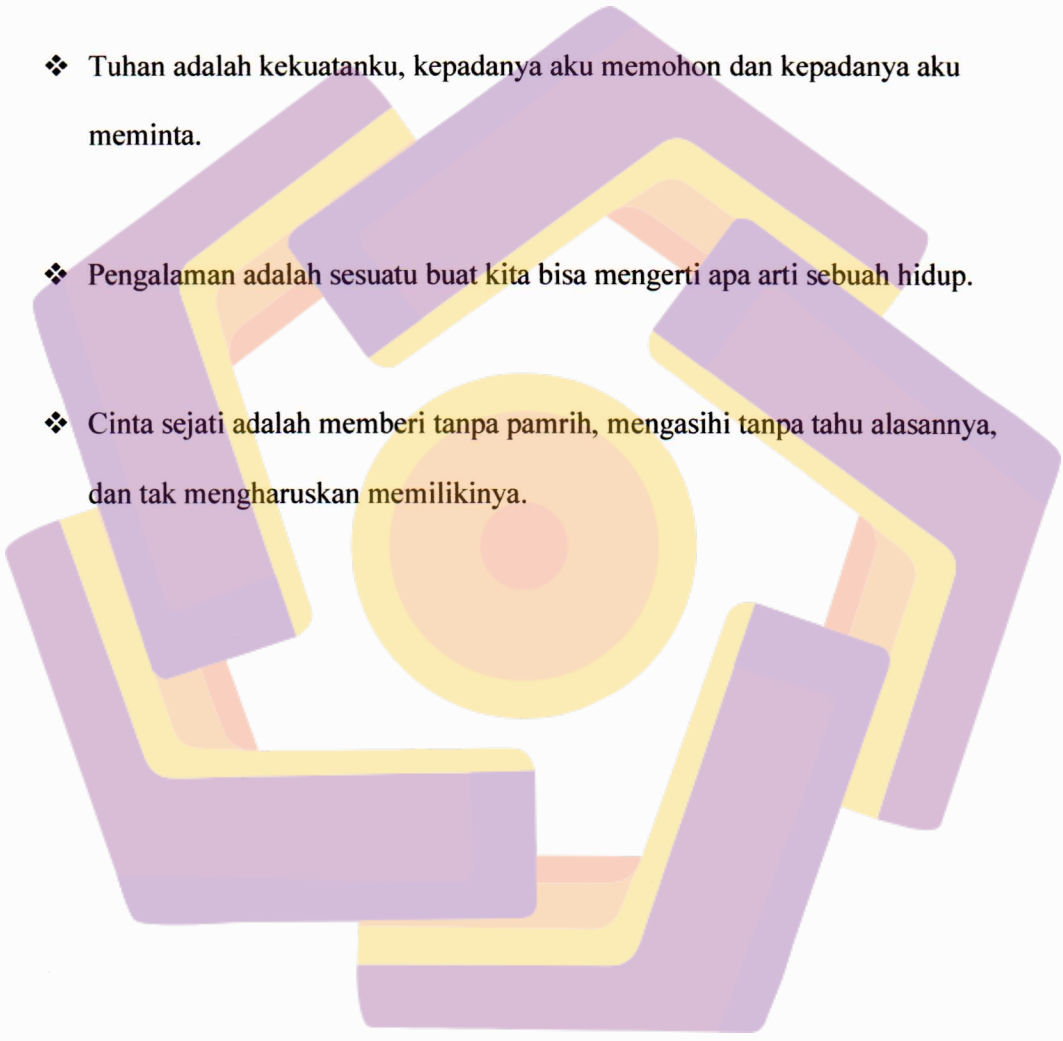 ❖ Tuhan adalah kekuatanku, kepadanya aku memohon dan kepadanya aku
meminta.
❖ Pengalaman adalah sesuatu buat kita bisa mengerti apa arti sebuah hidup.
❖ Cinta sejati adalah memberi tanpa pamrih, mengasihi tanpa tahu alasannya,
dan tak mengharuskan memilikinya.